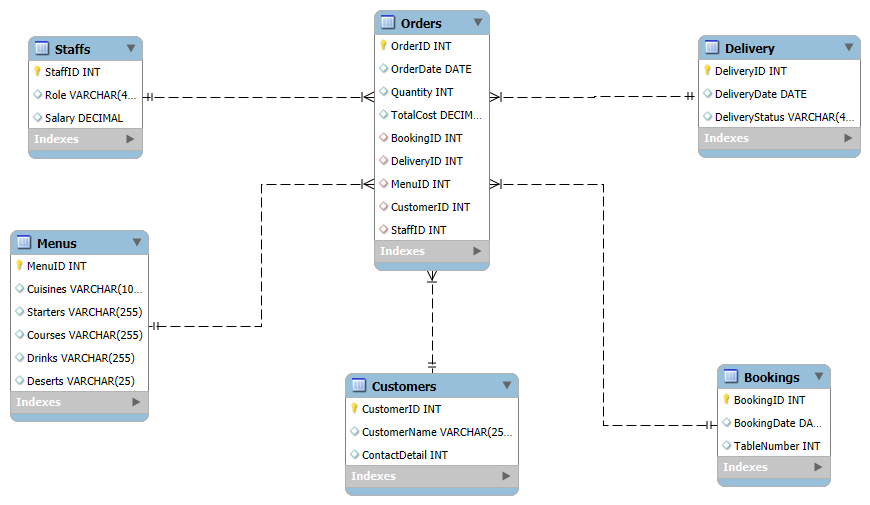 Staffs
StaffID INT
Role VARCHAR(4...
Salary DECIMAL
Indexes
Orders
OrderID INT
OrderDate DATE
Quantity INT
TotalCost DECIM...
BookingID INT
DeliveryID INT
MenuID INT
CustomerID INT
StaffID INT
Indexes
Delivery
DeliveryID INT
DeliveryDate DATE
DeliveryStatus VARCHAR(4...
Indexes
Menus
MenuID INT
Cuisines VARCHAR(10...
Starters VARCHAR(255)
Courses VARCHAR(255)
Drinks VARCHAR(255)
Deserts VARCHAR(25)
Indexes
Customers
CustomerID INT
CustomerName VARCHAR(25...
ContactDetail INT
Indexes
Bookings
BookingID INT
BookingDate DA...
TableNumber INT
Indexes